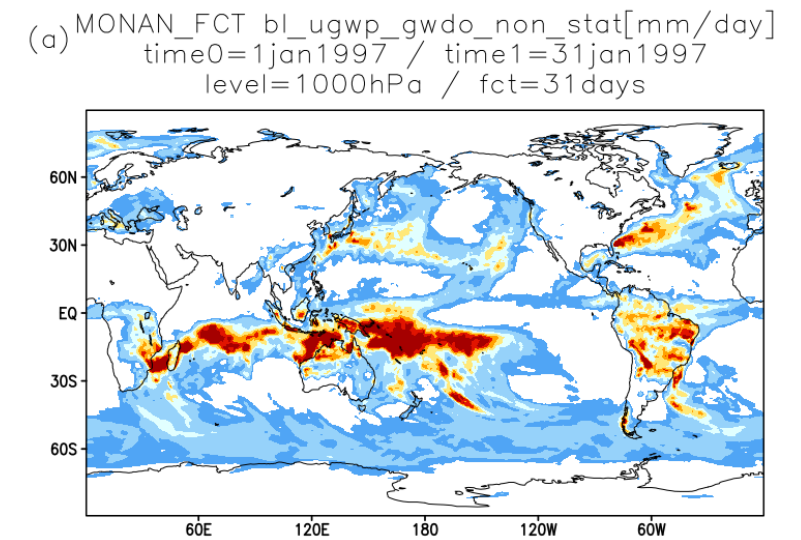 (a) MONAN_FCT bl_ugwp_gwdo_non_stat[mm/day]
time0=1jan1997 / time1=31jan1997
level=1000hPa / fct=31days
60N
30N
EQ
30S
60S
60E 120E 180 120W 60W